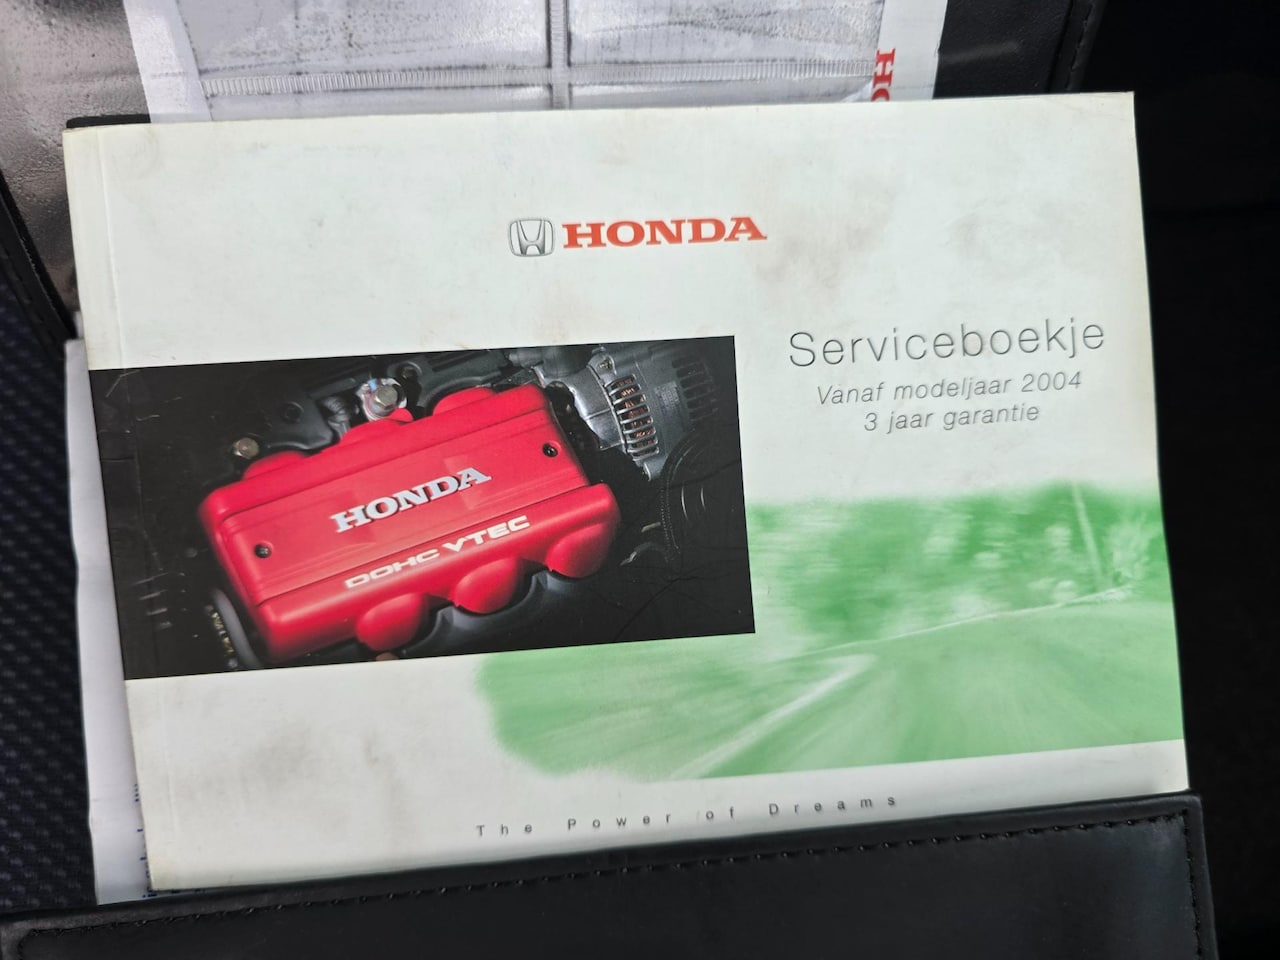 HONDA
Serviceboekje
Vanaf modeljaar 2004
3 jaar garantie
HONDA
DOHC VTEC
The Power of Dreams